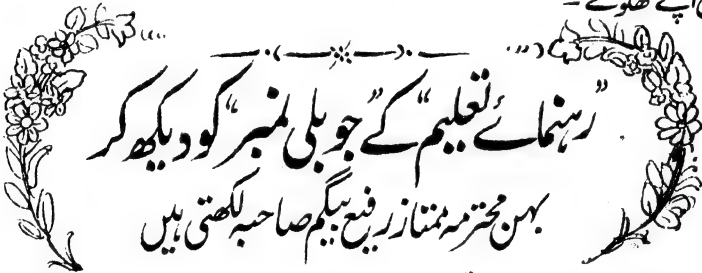 ”رہنمائے تعلیم“ کے ”جوبلی نمبر“ کو دیکھ کر
بہن محترمہ ممتاز رفیع بیگم صاحبہ لکھتی ہیں